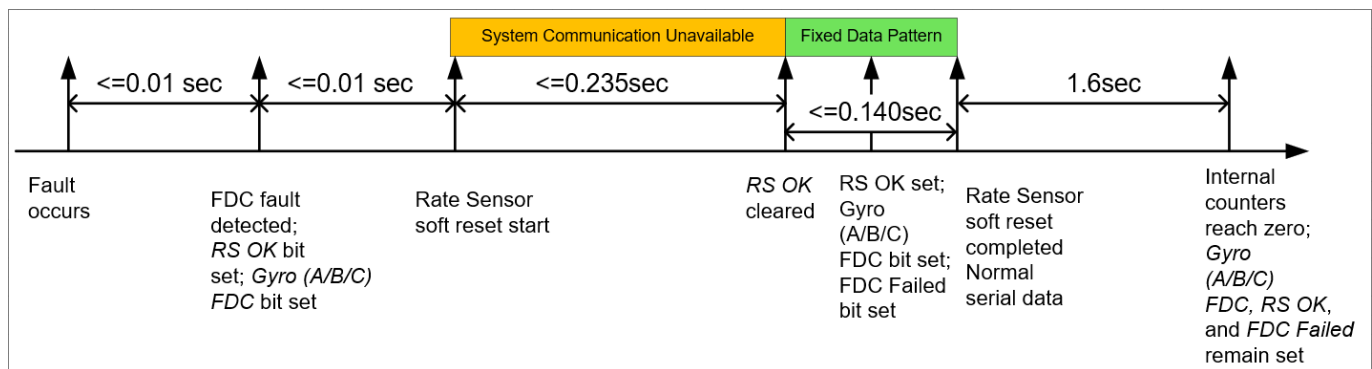 System Communication Unavailable
Fixed Data Pattern
<=0.01 sec
<=0.01 sec
<=0.235sec
<=0.140sec
1.6sec
Fault
occurs
FDC fault
detected;
RS OK bit
set; Gyro (A/B/C)
FDC bit set
Rate Sensor
soft reset start
RS OK
cleared
RS OK set;
Gyro
(A/B/C)
FDC bit set;
FDC Failed
bit set
Rate Sensor
soft reset
completed
Normal
serial data
Internal
counters
reach zero;
Gyro
(A/B/C)
FDC, RS OK,
and FDC Failed
remain set